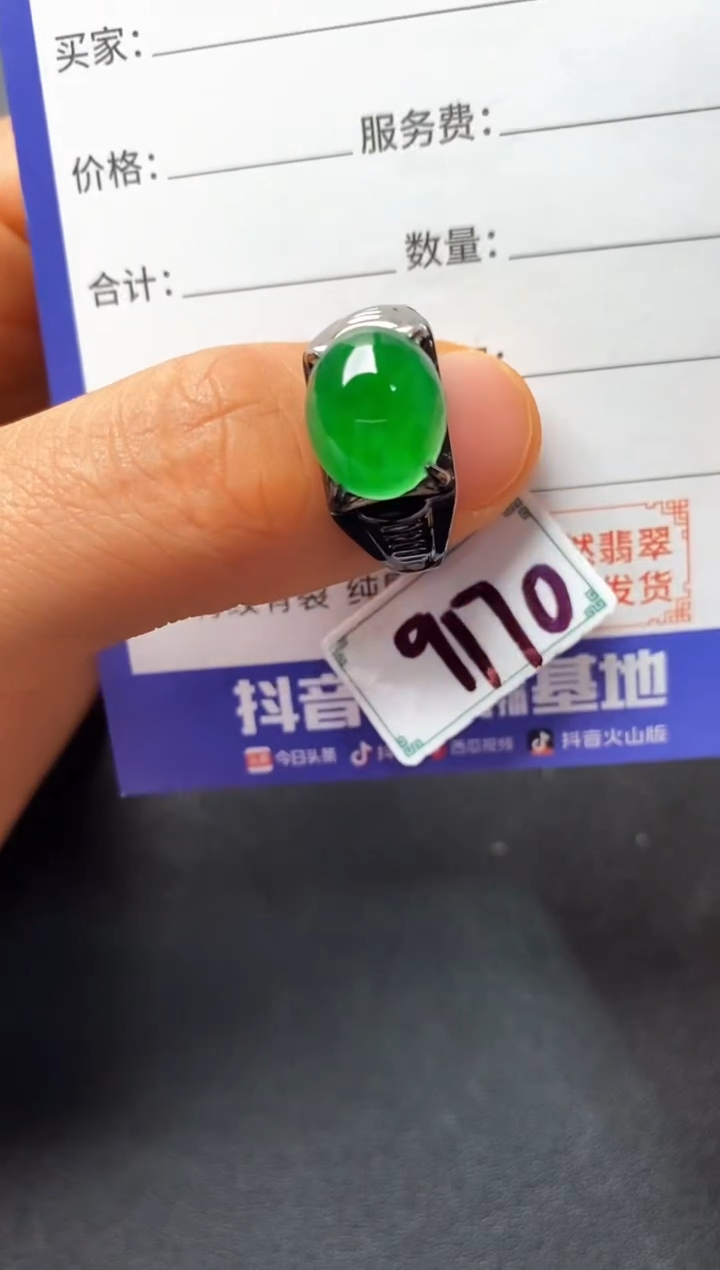 买家：
价格： 服务费：
合计： 数量：
翡翠
发货
9170
抖音 基地
今日头条 抖 西瓜视频 抖音火山版